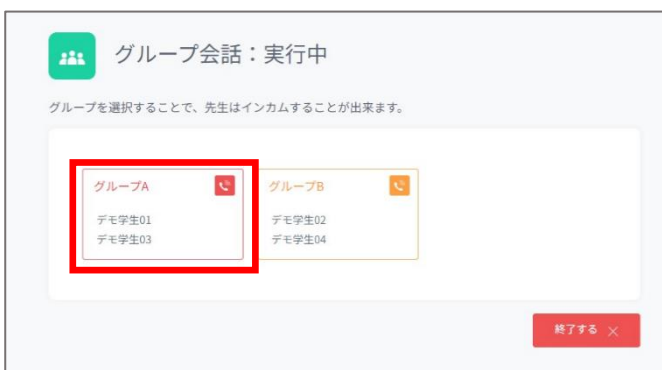 グループ会話：実行中
グループを選択することで、先生はインカムすることが出来ます。
グループA
デモ学生01
デモ学生03
グループB
デモ学生02
デモ学生04
終了する ×